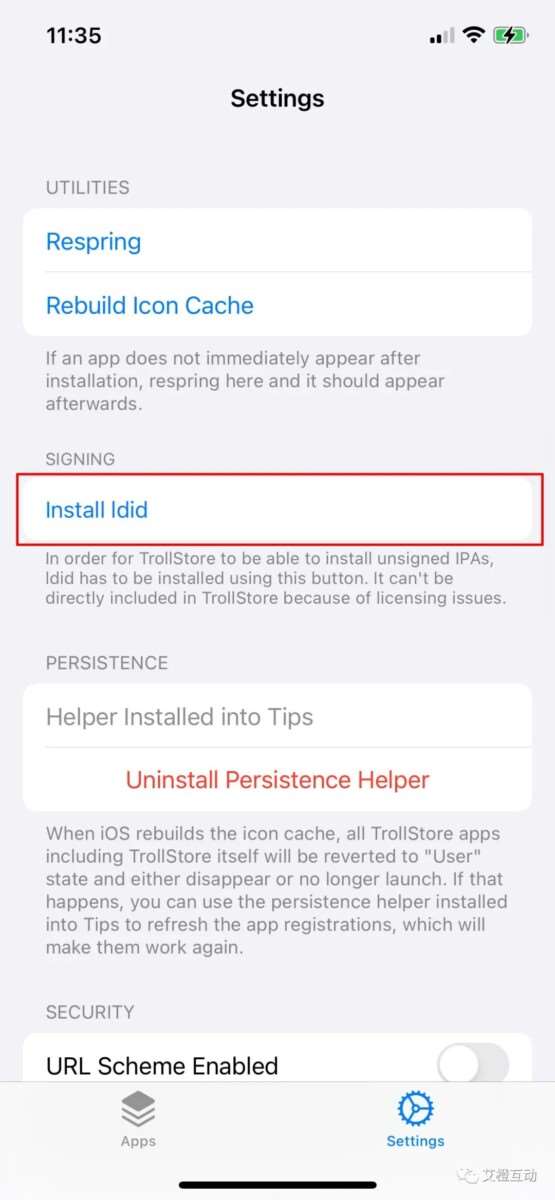 11:35
Settings
UTILITIES
Respring
Rebuild Icon Cache
If an app does not immediately appear after
installation, respring here and it should appear
afterwards.
SIGNING
Install ldid
In order for TrollStore to be able to install unsigned IPAs,
ldid has to be installed using this button. It can't be
directly included in TrollStore because of licensing issues.
PERSISTENCE
Helper Installed into Tips
Uninstall Persistence Helper
When iOS rebuilds the icon cache, all TrollStore apps
including TrollStore itself will be reverted to "User"
state and either disappear or no longer launch. If that
happens, you can use the persistence helper installed
into Tips to refresh the app registrations, which will
make them work again.
SECURITY
URL Scheme Enabled
Apps
Settings
艾橙互动